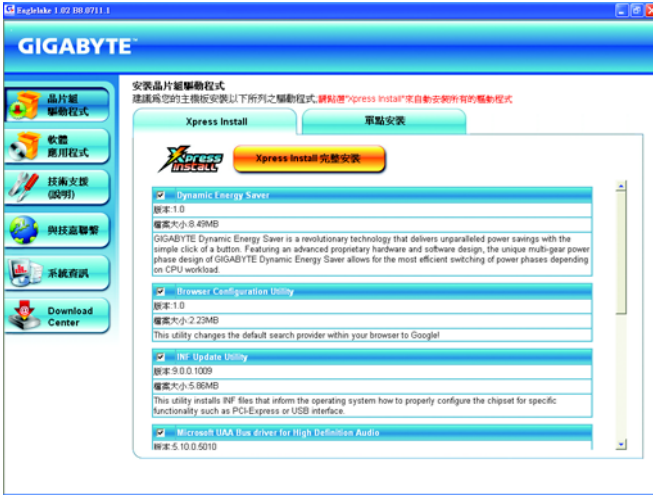 Eaglelake 1.02 B8.0711.1
GIGABYTE™
晶片組
驅動程式
軟體
應用程式
技術支援
(說明)
與技嘉聯繫
系統資訊
Download
Center
安裝晶片組驅動程式
建議為您的主機板安裝以下所列之驅動程式,請點選"Xpress Install"來自動安裝所有的驅動程式
Xpress Install
單點安裝
Xpress
INSTALL
Xpress Install 完整安裝
Dynamic Energy Saver
版本:1.0
檔案大小:8.49MB
GIGABYTE Dynamic Energy Saver is a revolutionary technology that delivers unparalleled power savings with the
simple click of a button. Featuring an advanced proprietary hardware and software design, the unique multi-gear power
phase design of GIGABYTE Dynamic Energy Saver allows for the most efficient switching of power phases depending
on CPU workload.
Browser Configuration Utility
版本:1.0
檔案大小:2.23MB
This utility changes the default search provider within your browser to Google!
INF Update Utility
版本:9.0.0.1009
檔案大小:5.86MB
This utility installs INF files that inform the operating system how to properly configure the chipset for specific
functionality such as PCI-Express or USB interface.
Microsoft UAA Bus driver for High Definition Audio
版本:5.10.0.5010